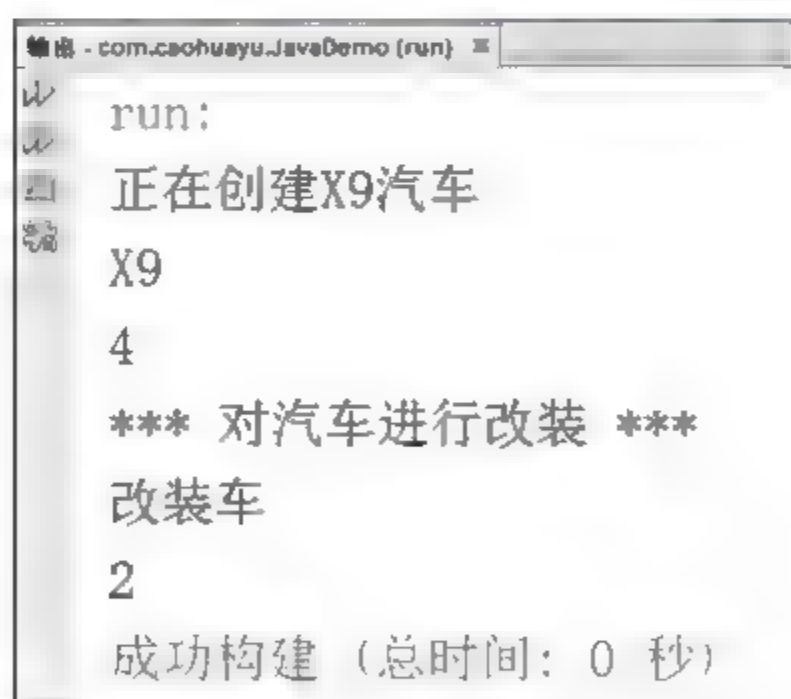 输出 - com.caohuayu.JavaDemo (run)
run:
正在创建X9汽车
X9
4
*** 对汽车进行改装 ***
改装车
2
成功构建 (总时间: 0 秒)